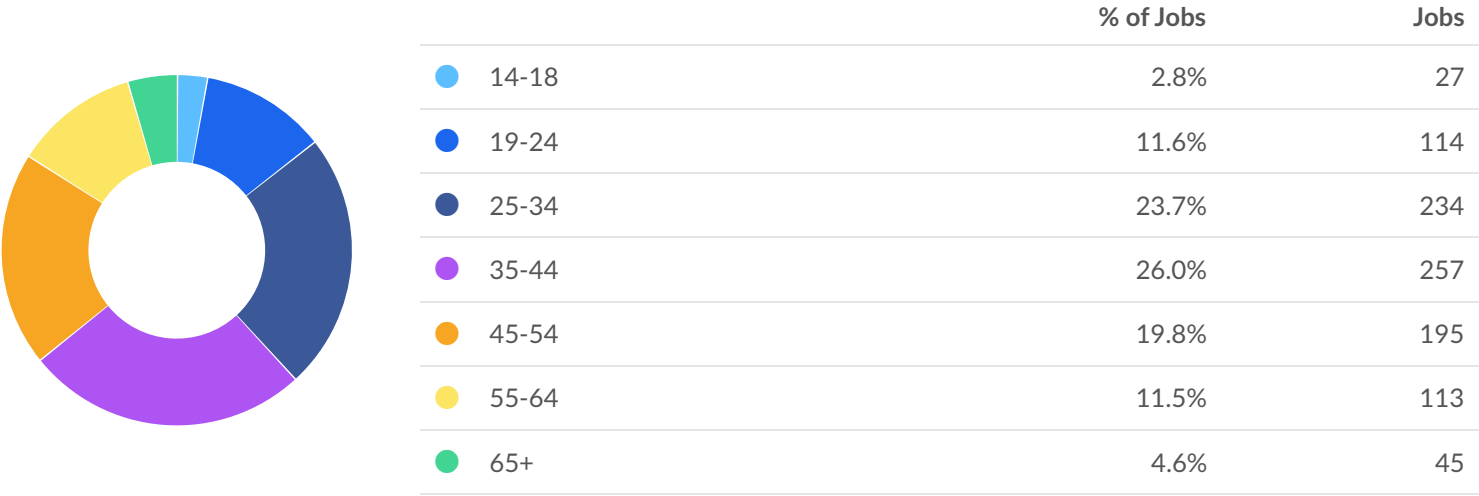 % of Jobs Jobs
14-18 2.8% 27
19-24 11.6% 114
25-34 23.7% 234
35-44 26.0% 257
45-54 19.8% 195
55-64 11.5% 113
65+ 4.6% 45